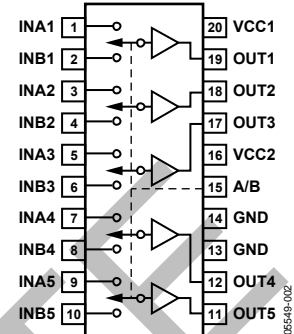 INA1 1 20 VCC1
INB1 2 19 OUT1
INA2 3 18 OUT2
INB2 4 17 OUT3
INA3 5 16 VCC2
INB3 6 15 A/B
INA4 7 14 GND
INB4 8 13 GND
INA5 9 12 OUT4
INB5 10 11 OUT5
05549-002